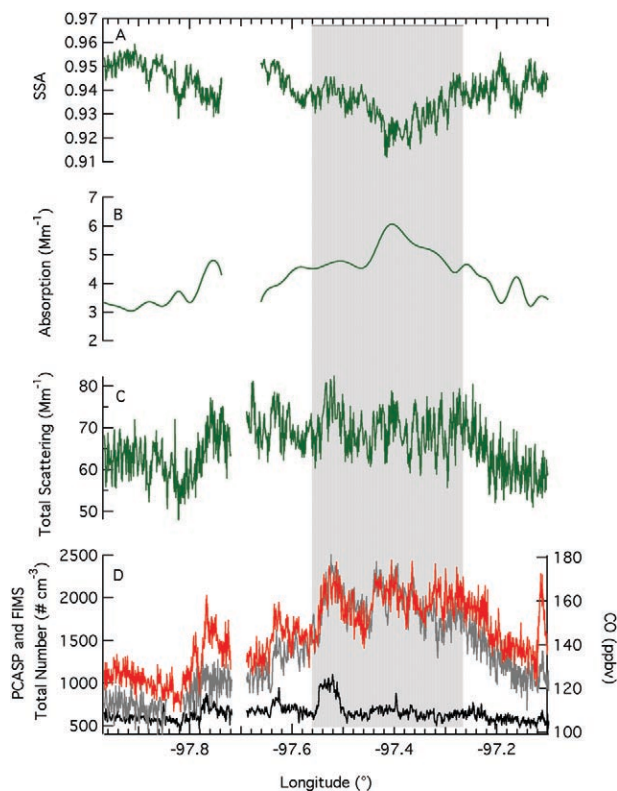 A
0.97
0.96
0.95
0.94
0.93
0.92
0.91
SSA
B
7
6
5
4
3
2
Absorption (Mm⁻¹)
C
80
70
60
50
Total Scattering (Mm⁻¹)
D
2500
2000
1500
1000
500
PCASP and FIMS
Total Number (# cm⁻³)
180
160
140
120
100
CO (ppbv)
-97.8 -97.6 -97.4 -97.2
Longitude (°)